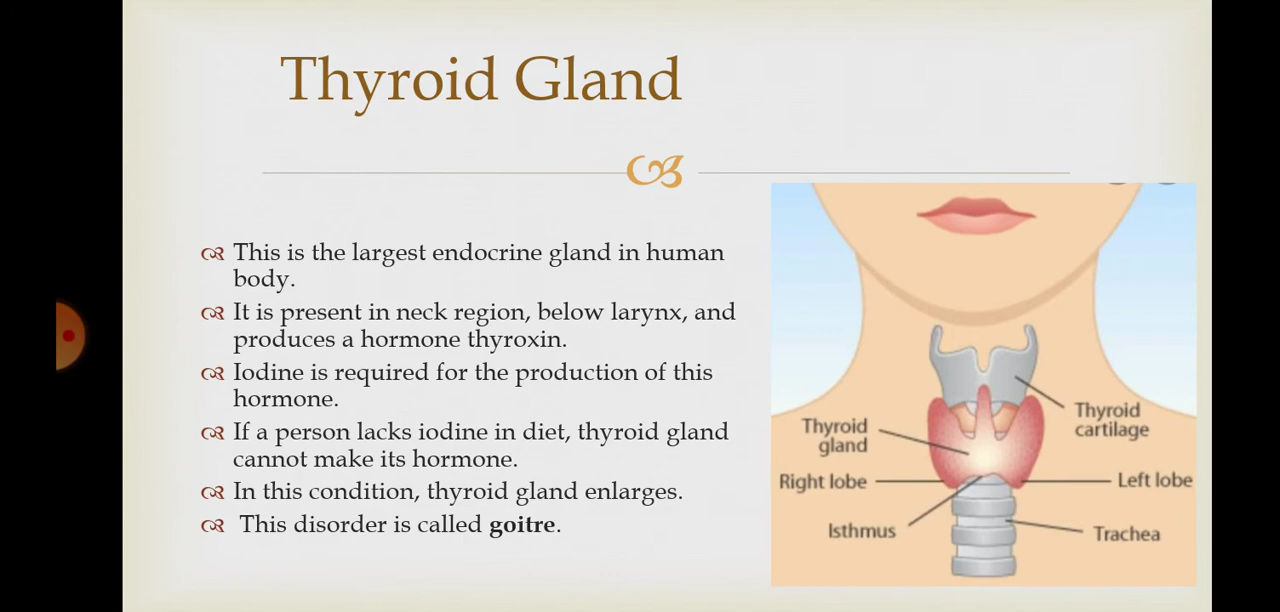 Thyroid Gland
This is the largest endocrine gland in human
body.
It is present in neck region, below larynx, and
produces a hormone thyroxin.
Iodine is required for the production of this
hormone.
If a person lacks iodine in diet, thyroid gland
cannot make its hormone.
In this condition, thyroid gland enlarges.
This disorder is called goitre.
Thyroid
gland
Right lobe
Isthmus
Thyroid
cartilage
Left lobe
Trachea